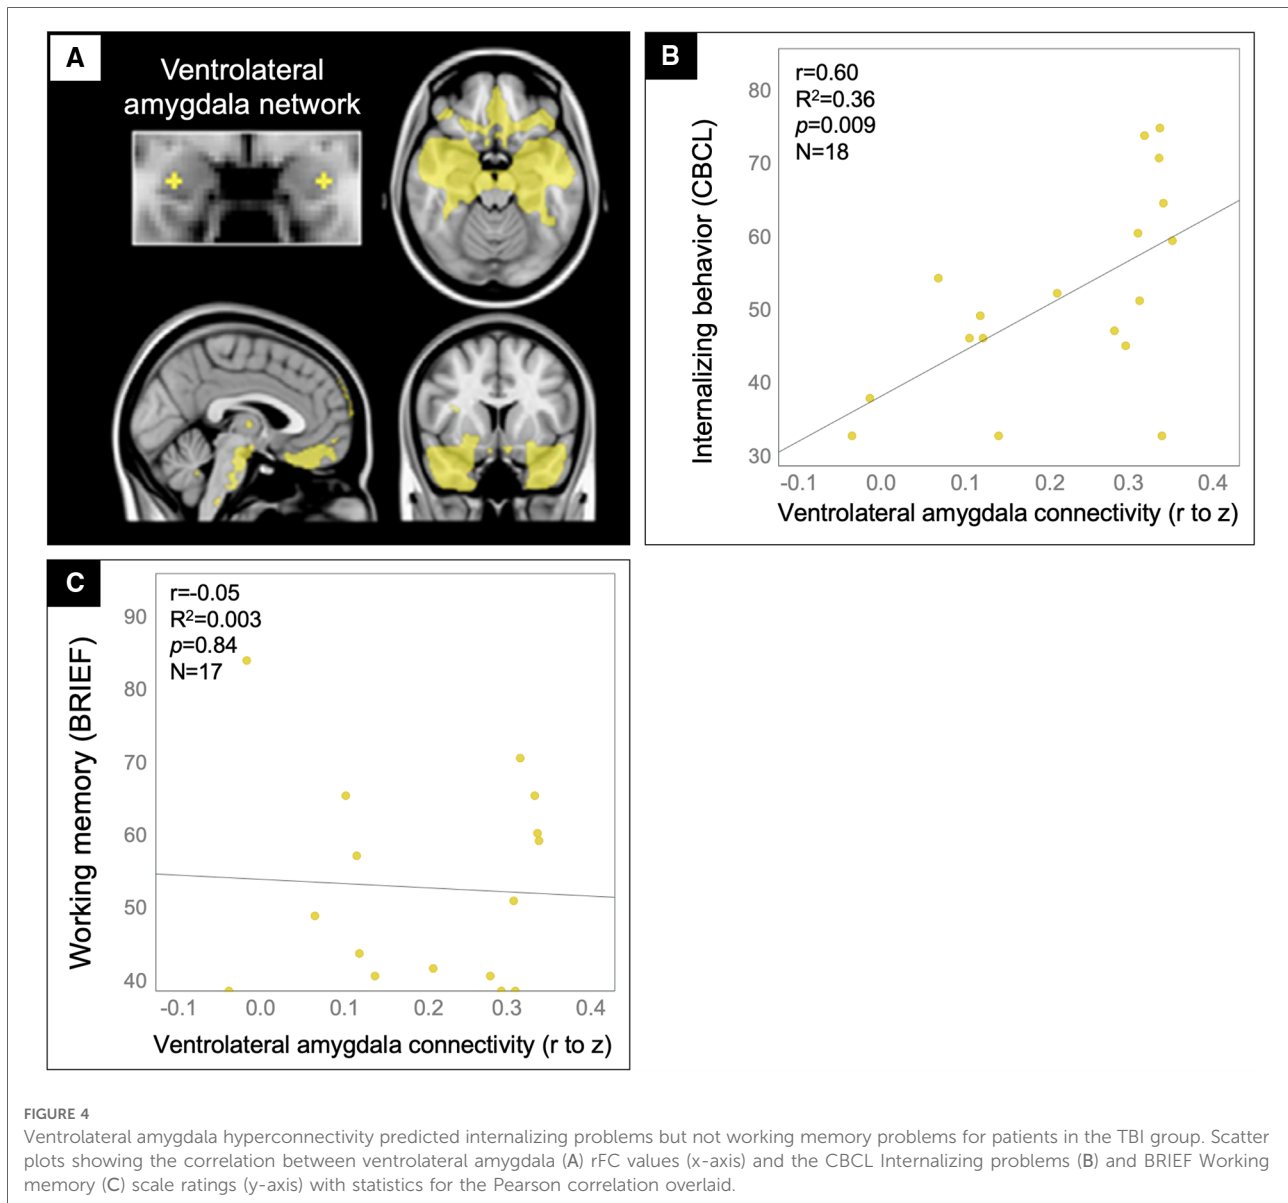 A
Ventrolateral
amygdala network
B
r=0.60
R²=0.36
p=0.009
N=18
Internalizing behavior (CBCL)
80
70
60
50
40
30
-0.1 0.0 0.1 0.2 0.3 0.4
Ventrolateral amygdala connectivity (r to z)
C
r=-0.05
R²=0.003
p=0.84
N=17
Working memory (BRIEF)
90
80
70
60
50
40
-0.1 0.0 0.1 0.2 0.3 0.4
Ventrolateral amygdala connectivity (r to z)
FIGURE 4
Ventrolateral amygdala hyperconnectivity predicted internalizing problems but not working memory problems for patients in the TBI group. Scatter
plots showing the correlation between ventrolateral amygdala (A) rFC values (x-axis) and the CBCL Internalizing problems (B) and BRIEF Working
memory (C) scale ratings (y-axis) with statistics for the Pearson correlation overlaid.